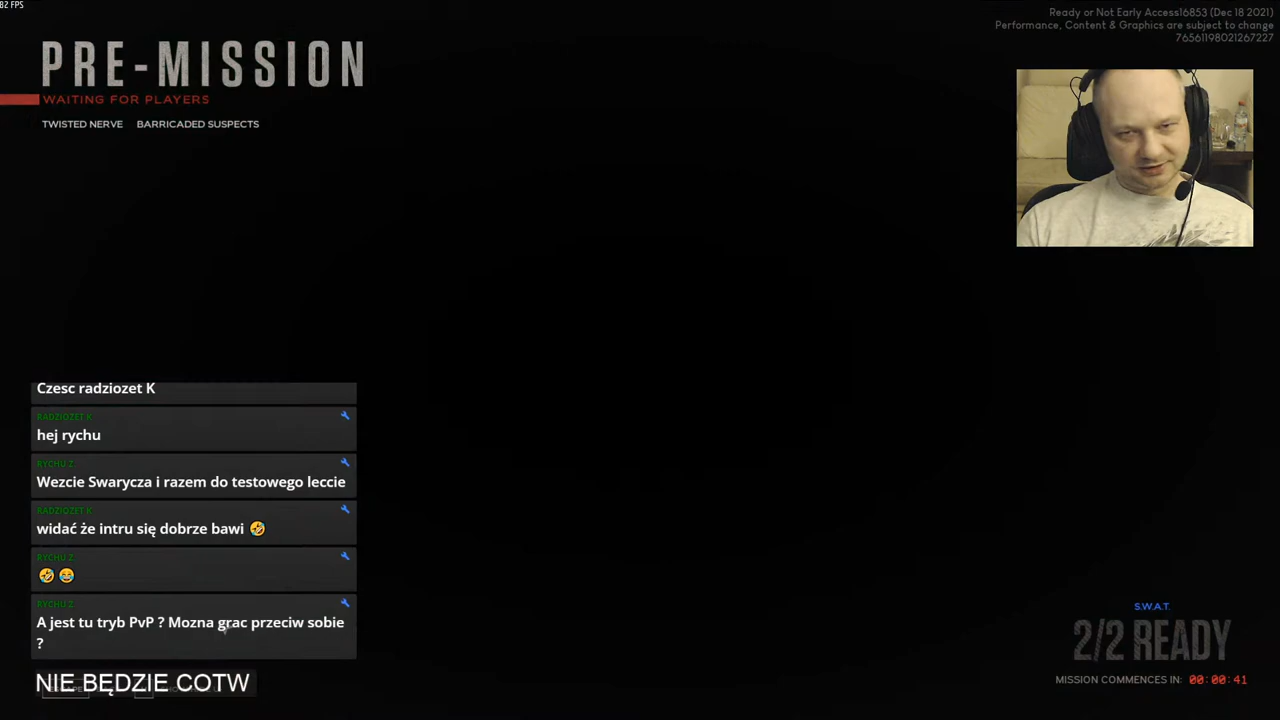 82 FPS
Ready or Not Early Access16853 (Dec 18 2021)
Performance, Content & Graphics are subject to change
76561198021267227
PRE-MISSION
WAITING FOR PLAYERS
TWISTED NERVE BARRICADED SUSPECTS
Czesc radziozet K
RADZIOZET K
hej rychu
RYCHU Z
Wezcie Swarycza i razem do testowego leccie
RADZIOZET K
widać że intru się dobrze bawi 🤣
RYCHU Z
🤣 😂
RYCHU Z
A jest tu tryb PvP ? Mozna grac przeciw sobie
?
NIE BĘDZIE COTW
S.W.A.T.
2/2 READY
MISSION COMMENCES IN: 00:00:41